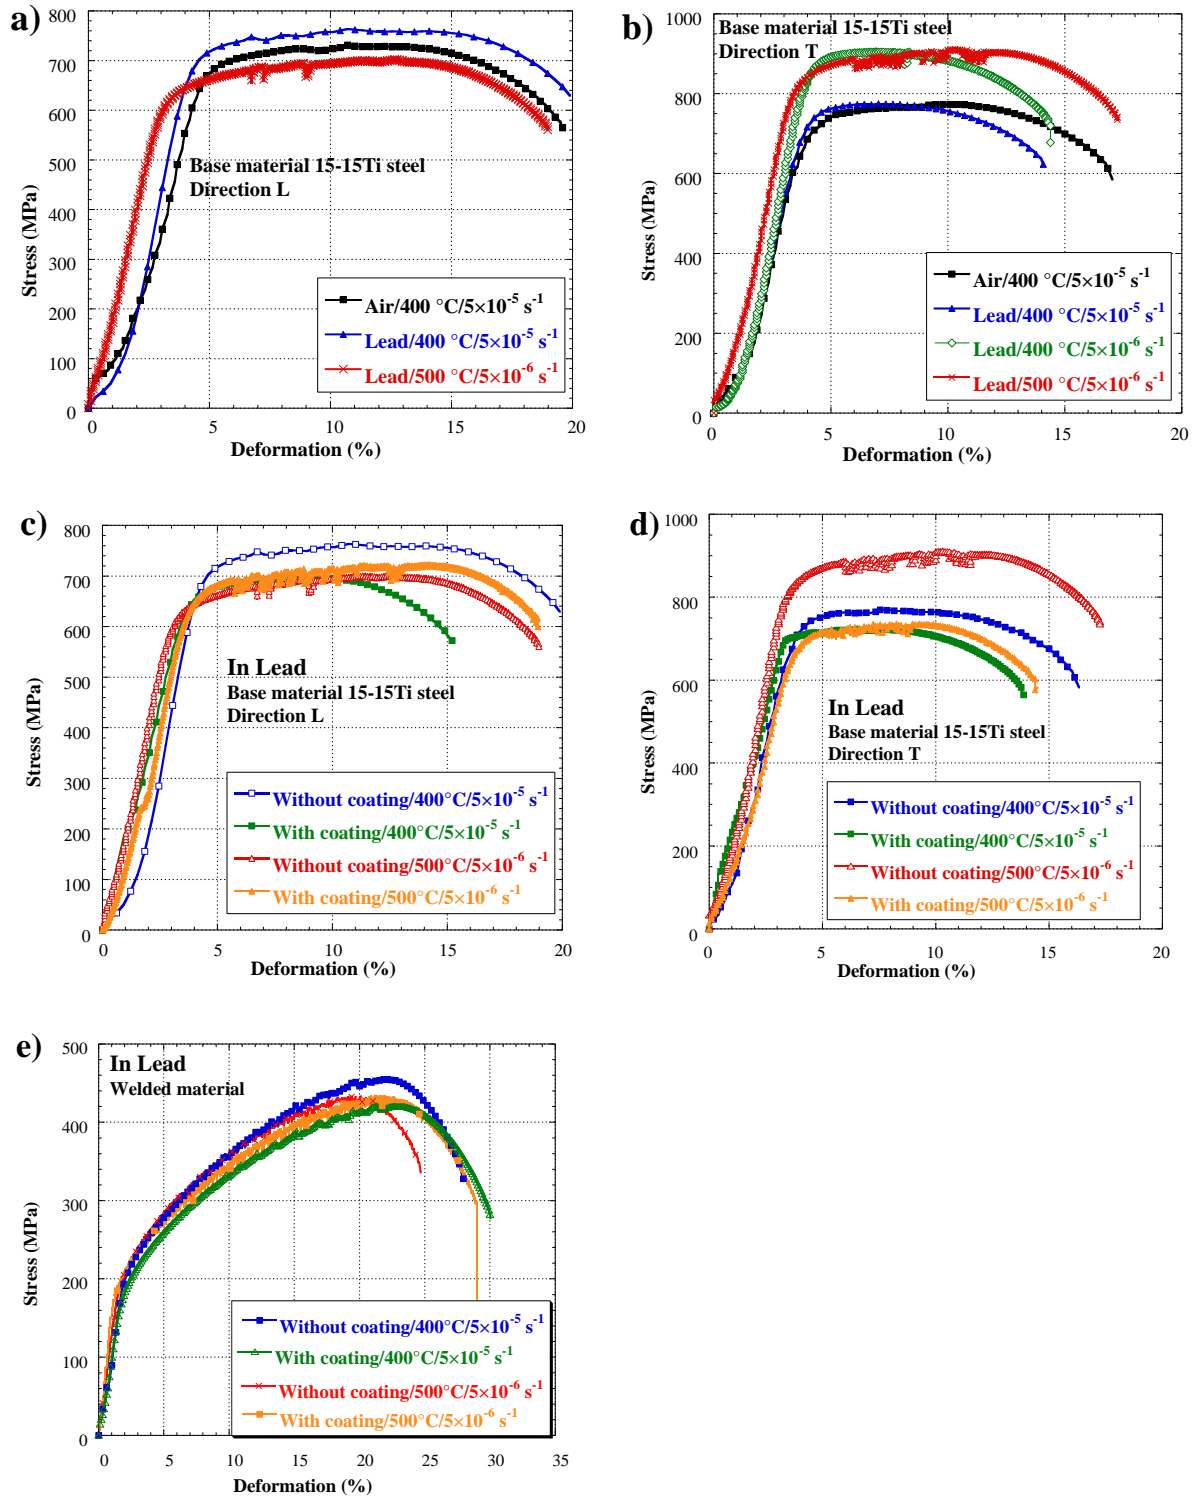 a)
800
700
600
500
400
300
200
100
0
Stress (MPa)
Base material 15-15Ti steel
Direction L
Air/400 °C/5×10⁻⁵ s⁻¹
Lead/400 °C/5×10⁻⁵ s⁻¹
Lead/500 °C/5×10⁻⁶ s⁻¹
0 5 10 15 20
Deformation (%)
b)
1000
800
600
400
200
0
Stress (MPa)
Base material 15-15Ti steel
Direction T
Air/400 °C/5×10⁻⁵ s⁻¹
Lead/400 °C/5×10⁻⁵ s⁻¹
Lead/400 °C/5×10⁻⁶ s⁻¹
Lead/500 °C/5×10⁻⁶ s⁻¹
0 5 10 15 20
Deformation (%)
c)
800
700
600
500
400
300
200
100
0
Stress (MPa)
In Lead
Base material 15-15Ti steel
Direction L
Without coating/400°C/5×10⁻⁵ s⁻¹
With coating/400°C/5×10⁻⁵ s⁻¹
Without coating/500°C/5×10⁻⁶ s⁻¹
With coating/500°C/5×10⁻⁶ s⁻¹
0 5 10 15 20
Deformation (%)
d)
1000
800
600
400
200
0
Stress (MPa)
In Lead
Base material 15-15Ti steel
Direction T
Without coating/400°C/5×10⁻⁵ s⁻¹
With coating/400°C/5×10⁻⁵ s⁻¹
Without coating/500°C/5×10⁻⁶ s⁻¹
With coating/500°C/5×10⁻⁶ s⁻¹
0 5 10 15 20
Deformation (%)
e)
500
400
300
200
100
0
Stress (MPa)
In Lead
Welded material
Without coating/400°C/5×10⁻⁵ s⁻¹
With coating/400°C/5×10⁻⁵ s⁻¹
Without coating/500°C/5×10⁻⁶ s⁻¹
With coating/500°C/5×10⁻⁶ s⁻¹
0 5 10 15 20 25 30 35
Deformation (%)